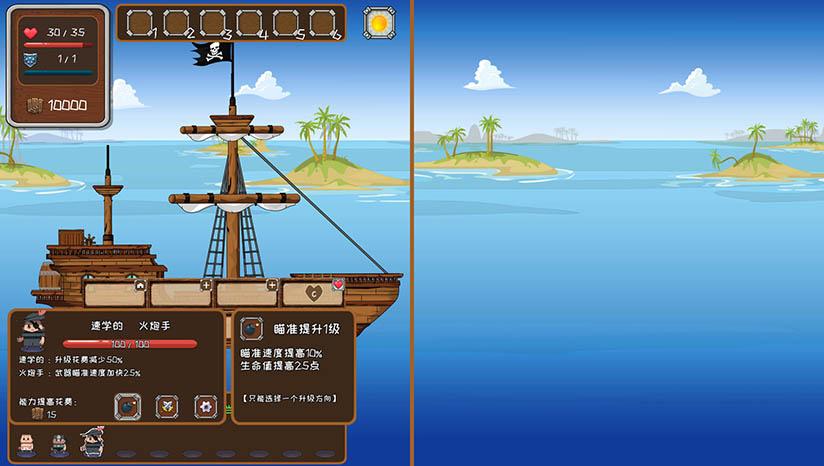 30 / 35
1 / 1
10000
1
2
3
4
5
6
C
速学的 火炮手
100 / 100
速学的：升级花费减少50%
火炮手：武器瞄准速度加快25%
能力提高花费：
15
瞄准提升1级
瞄准速度提高10%
生命值提高25点
【只能选择一个升级方向】